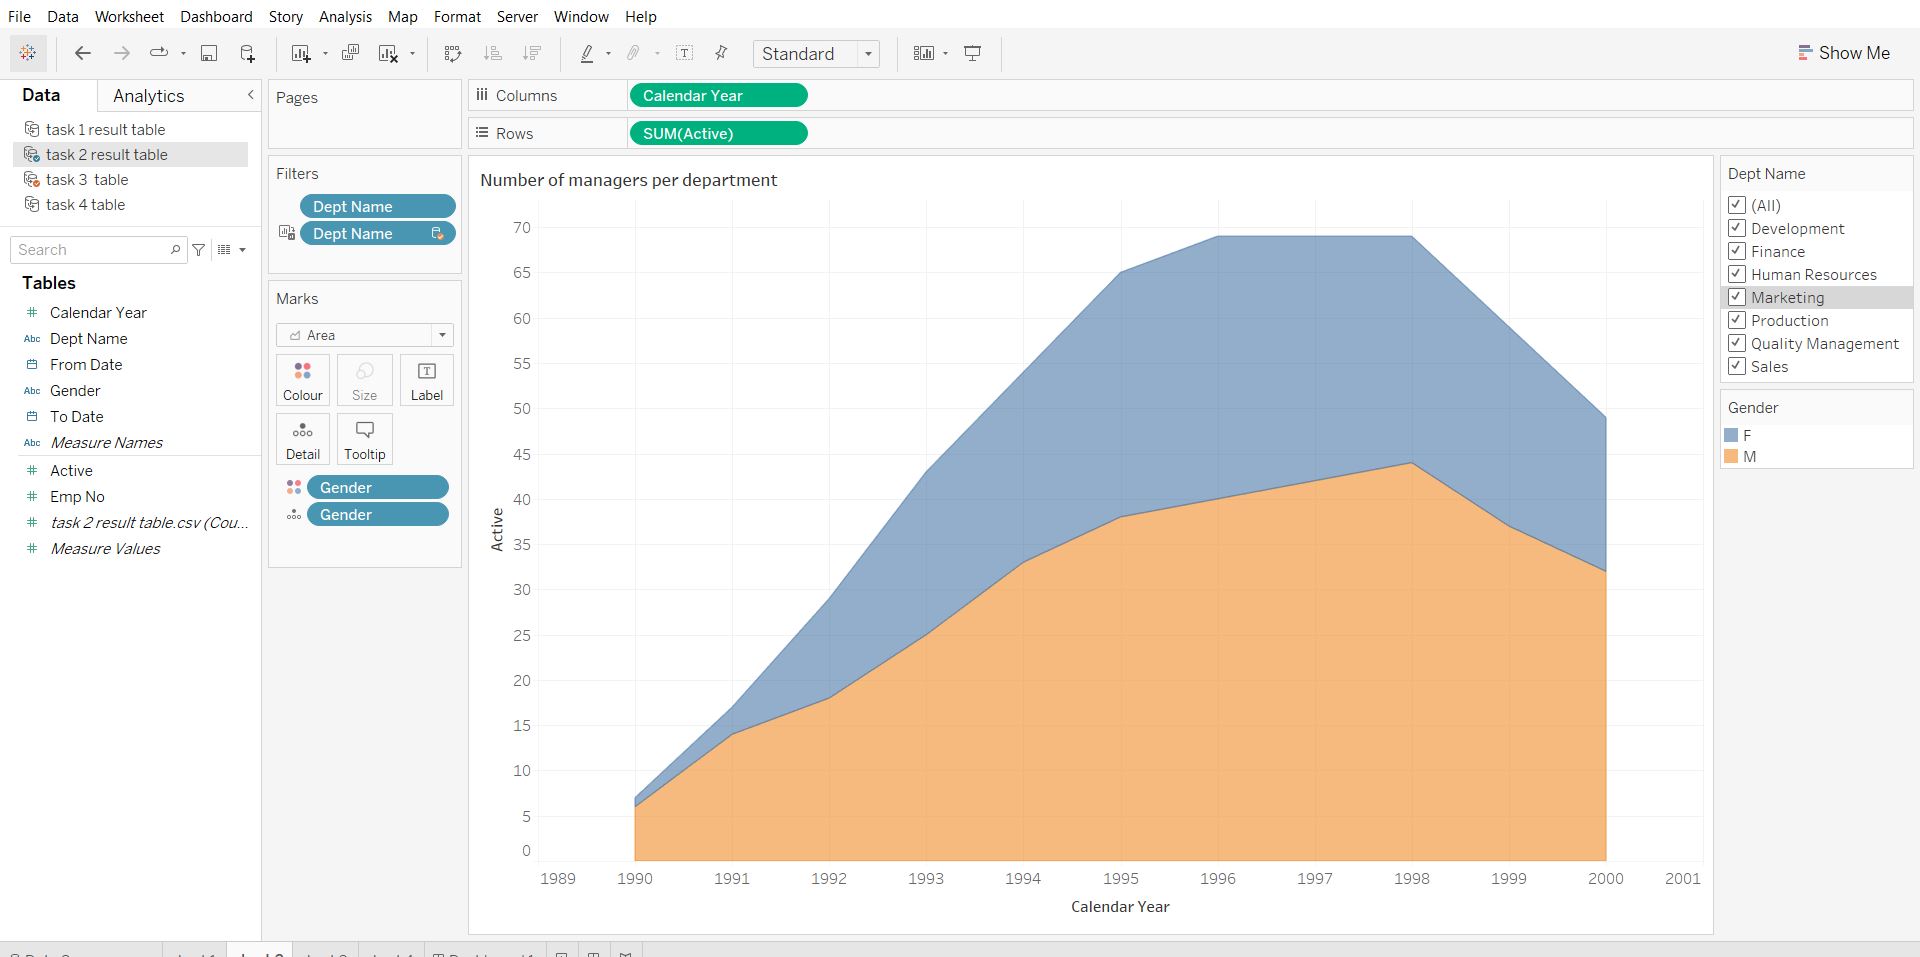 File Data Worksheet Dashboard Story Analysis Map Format Server Window Help
Standard
Show Me
Data Analytics
task 1 result table
task 2 result table
task 3 table
task 4 table
Search
Tables
Calendar Year
Abc Dept Name
From Date
Abc Gender
To Date
Abc Measure Names
Active
Emp No
task 2 result table.csv (Cou...
Measure Values
Pages
Filters
Dept Name
Dept Name
Marks
Area
Colour Size Label
Detail Tooltip
Gender
Gender
Columns Calendar Year
Rows SUM(Active)
Number of managers per department
70
65
60
55
50
45
40
35
30
25
20
15
10
5
0
Active
1989 1990 1991 1992 1993 1994 1995 1996 1997 1998 1999 2000 2001
Calendar Year
Dept Name
(All)
Development
Finance
Human Resources
Marketing
Production
Quality Management
Sales
Gender
F
M